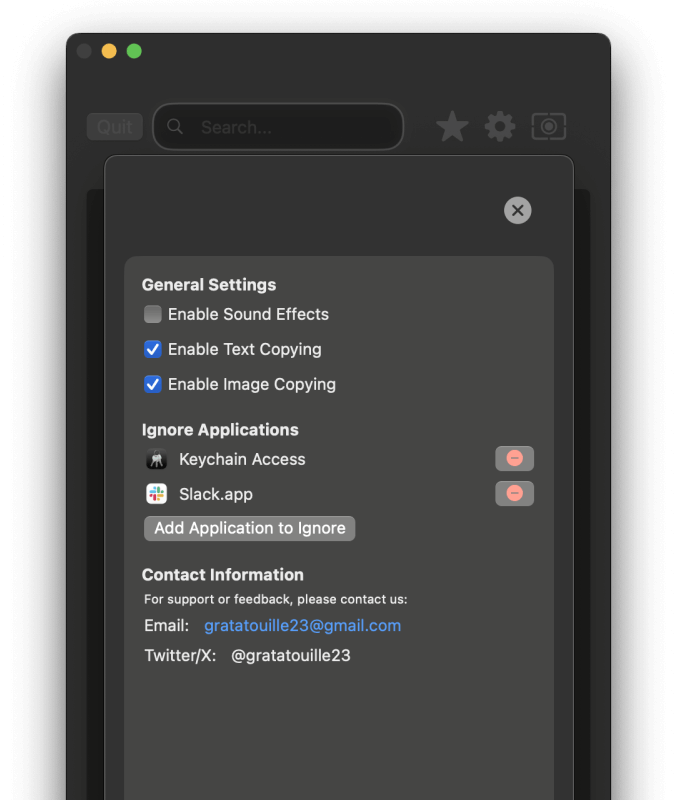 Quit
Search...
General Settings
Enable Sound Effects
Enable Text Copying
Enable Image Copying
Ignore Applications
Keychain Access
Slack.app
Add Application to Ignore
Contact Information
For support or feedback, please contact us:
Email: gratatouille23@gmail.com
Twitter/X: @gratatouille23